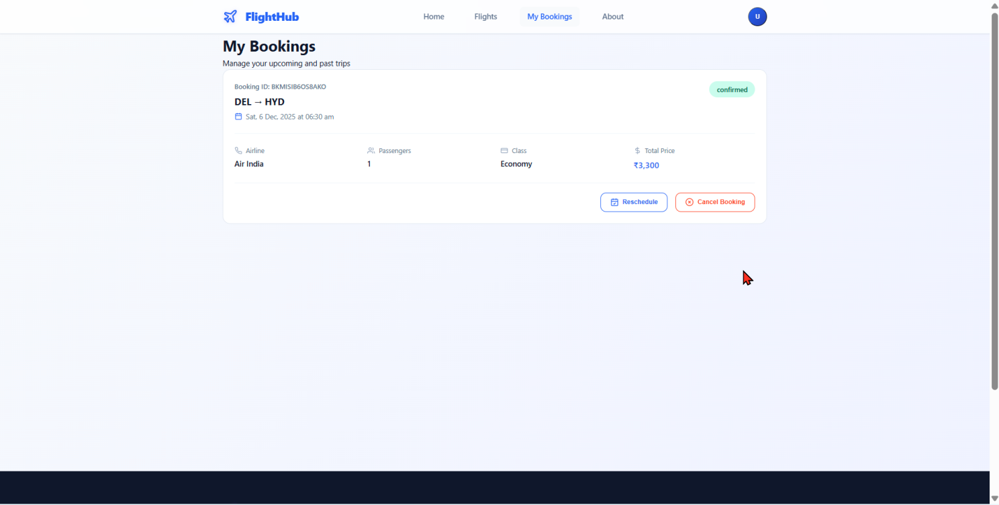 FlightHub
Home Flights My Bookings About
U
My Bookings
Manage your upcoming and past trips
Booking ID: BKMISIB6OS8AKO
confirmed
DEL → HYD
Sat, 6 Dec, 2025 at 06:30 am
Airline Passengers Class Total Price
Air India 1 Economy ₹3,300
Reschedule Cancel Booking